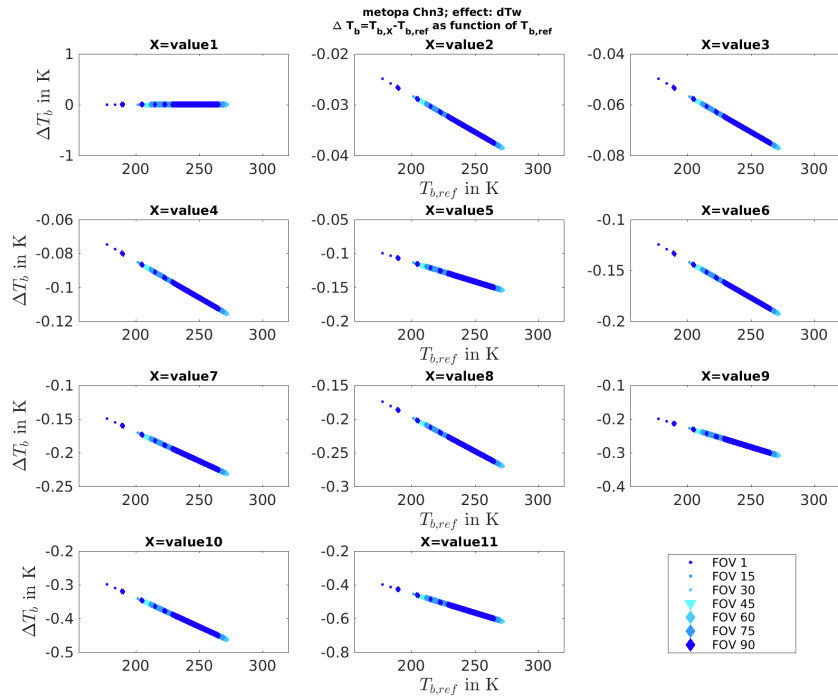 metopa Chn3; effect: dTw
Δ T_b=T_b,X-T_b,ref as function of T_b,ref
X=value1
X=value2
X=value3
1
0
-1
ΔT_b in K
200 250 300
-0.02
-0.03
-0.04
200 250 300
T_b,ref in K
-0.04
-0.06
-0.08
200 250 300
X=value4
X=value5
X=value6
-0.06
-0.08
-0.1
-0.12
ΔT_b in K
200 250 300
-0.05
-0.1
-0.15
-0.2
200 250 300
T_b,ref in K
-0.1
-0.15
-0.2
200 250 300
X=value7
X=value8
X=value9
-0.1
-0.15
-0.2
-0.25
ΔT_b in K
200 250 300
-0.15
-0.2
-0.25
-0.3
200 250 300
T_b,ref in K
-0.1
-0.2
-0.3
-0.4
200 250 300
X=value10
X=value11
-0.2
-0.3
-0.4
-0.5
ΔT_b in K
200 250 300
-0.2
-0.4
-0.6
-0.8
200 250 300
T_b,ref in K
FOV 1
FOV 15
FOV 30
FOV 45
FOV 60
FOV 75
FOV 90